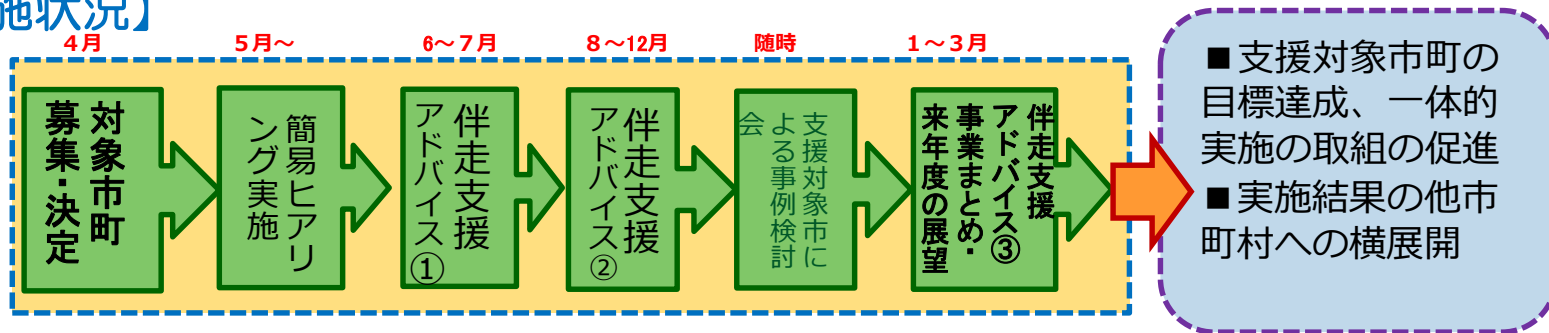 施状況】
4月
5月～
6～7月
8～12月
随時
1～3月
対象市町
募集・決定
簡易ヒアリ
ング実施
伴走支援
アドバイス①
伴走支援
アドバイス②
支援対象市に
よる事例検討
会
伴走支援
アドバイス③
事業まとめ・
来年度の展望
■支援対象市町の
目標達成、一体的
実施の取組の促進
■実施結果の他市
町村への横展開